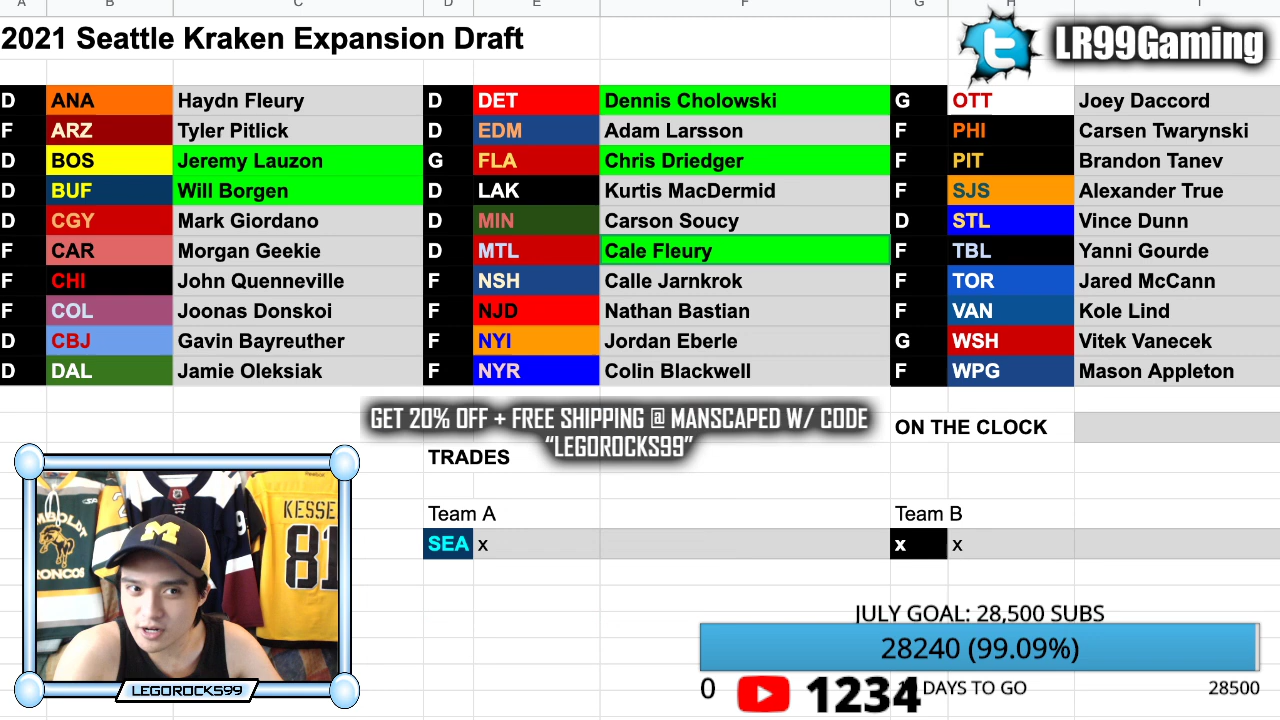 A B C D E F G H I
2021 Seattle Kraken Expansion Draft
LR99Gaming
D ANA Haydn Fleury D DET Dennis Cholowski G OTT Joey Daccord
F ARZ Tyler Pitlick D EDM Adam Larsson F PHI Carsen Twarynski
D BOS Jeremy Lauzon G FLA Chris Driedger F PIT Brandon Tanev
D BUF Will Borgen D LAK Kurtis MacDermid F SJS Alexander True
D CGY Mark Giordano D MIN Carson Soucy D STL Vince Dunn
F CAR Morgan Geekie D MTL Cale Fleury F TBL Yanni Gourde
F CHI John Quenneville F NSH Calle Jarnkrok F TOR Jared McCann
F COL Joonas Donskoi F NJD Nathan Bastian F VAN Kole Lind
D CBJ Gavin Bayreuther F NYI Jordan Eberle G WSH Vitek Vanecek
D DAL Jamie Oleksiak F NYR Colin Blackwell F WPG Mason Appleton
GET 20% OFF + FREE SHIPPING @ MANSCAPED W/ CODE
"LEGOROCKS99"
ON THE CLOCK
TRADES
Team A Team B
SEA x x x
KESSE
81
RONCOS
M
LEGOROCKS99
JULY GOAL: 28,500 SUBS
28240 (99.09%)
0 1234 DAYS TO GO 28500